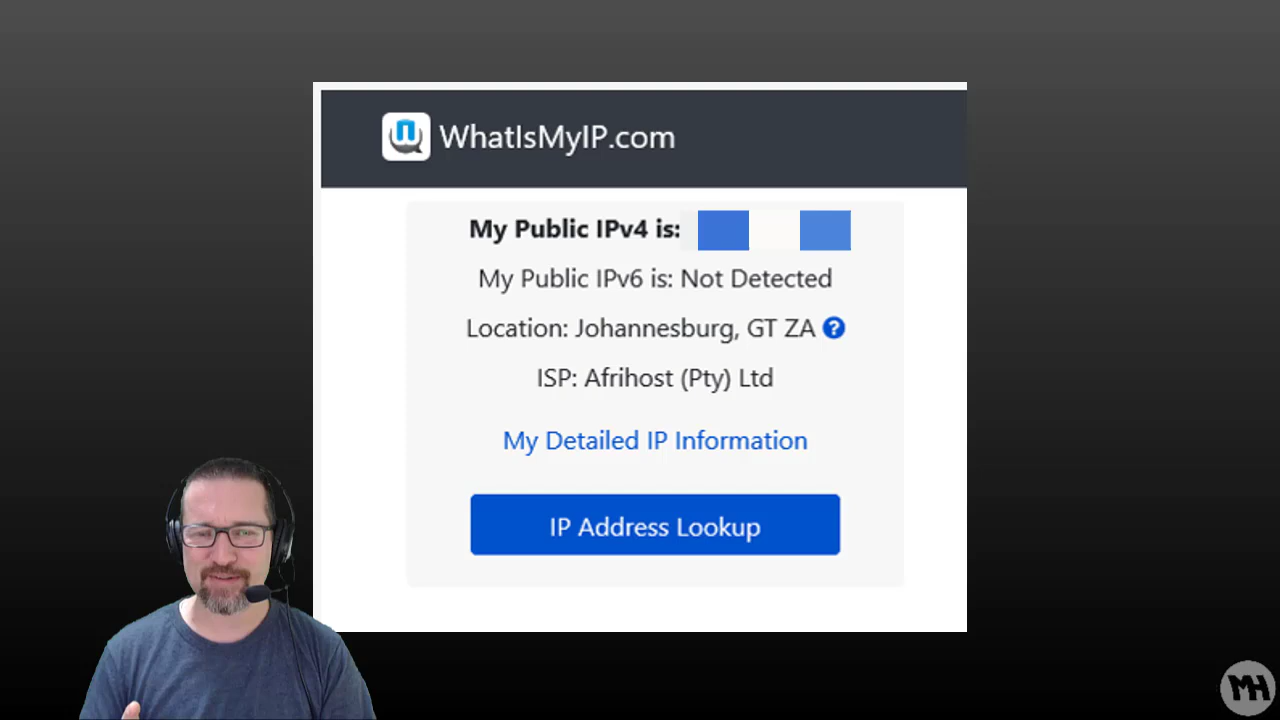 WhatIsMyIP.com
My Public IPv4 is:
My Public IPv6 is: Not Detected
Location: Johannesburg, GT ZA ?
ISP: Afrihost (Pty) Ltd
My Detailed IP Information
IP Address Lookup
MH